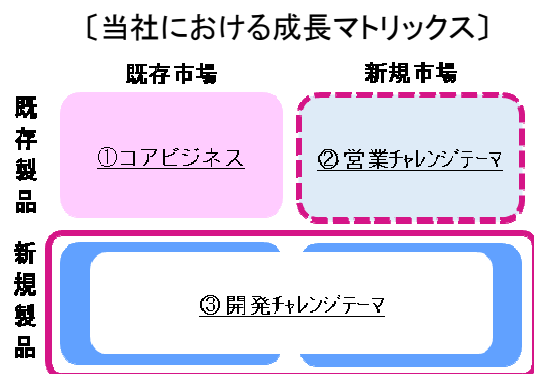 〔当社における成長マトリックス〕
既存市場
新規市場
既存製品
①コアビジネス
②営業チャレンジテーマ
新規製品
③開発チャレンジテーマ